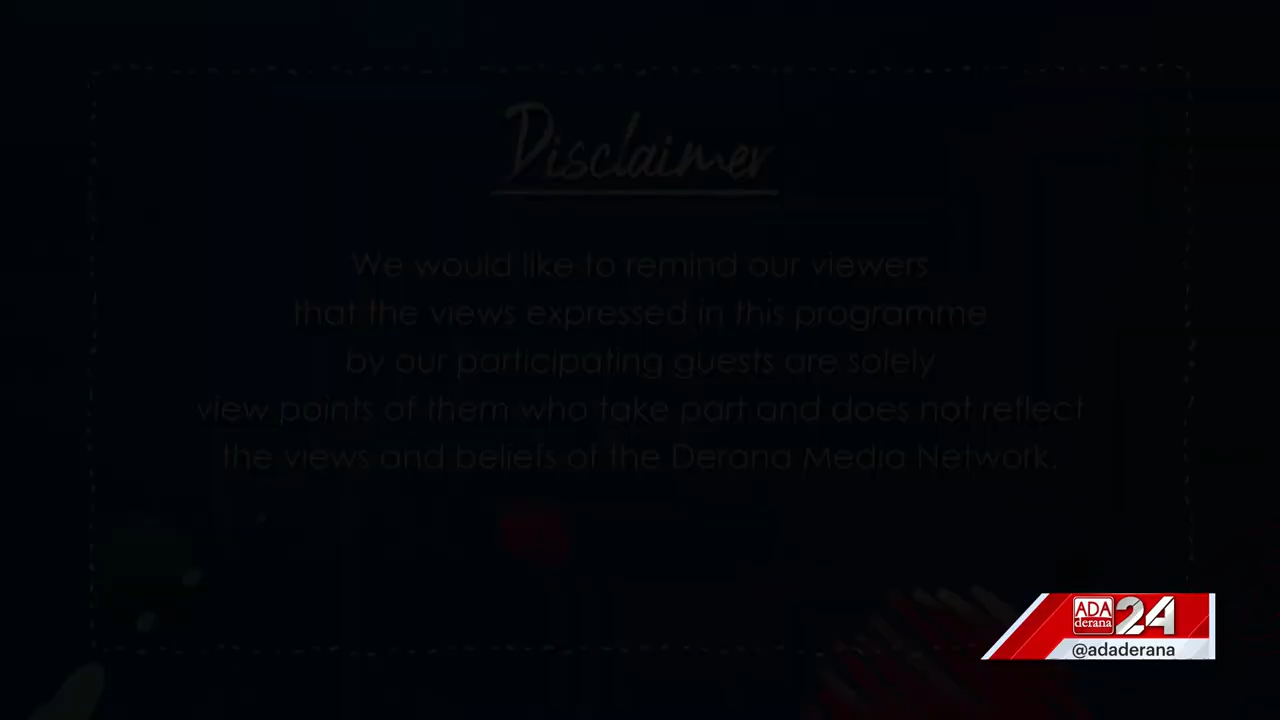 Disclaimer
We would like to remind our viewers
that the views expressed in this programme
by our participating guests are solely
view points of them who take part and does not reflect
the views and beliefs of the Derana Media Network.
ADA
derana
24
@adaderana